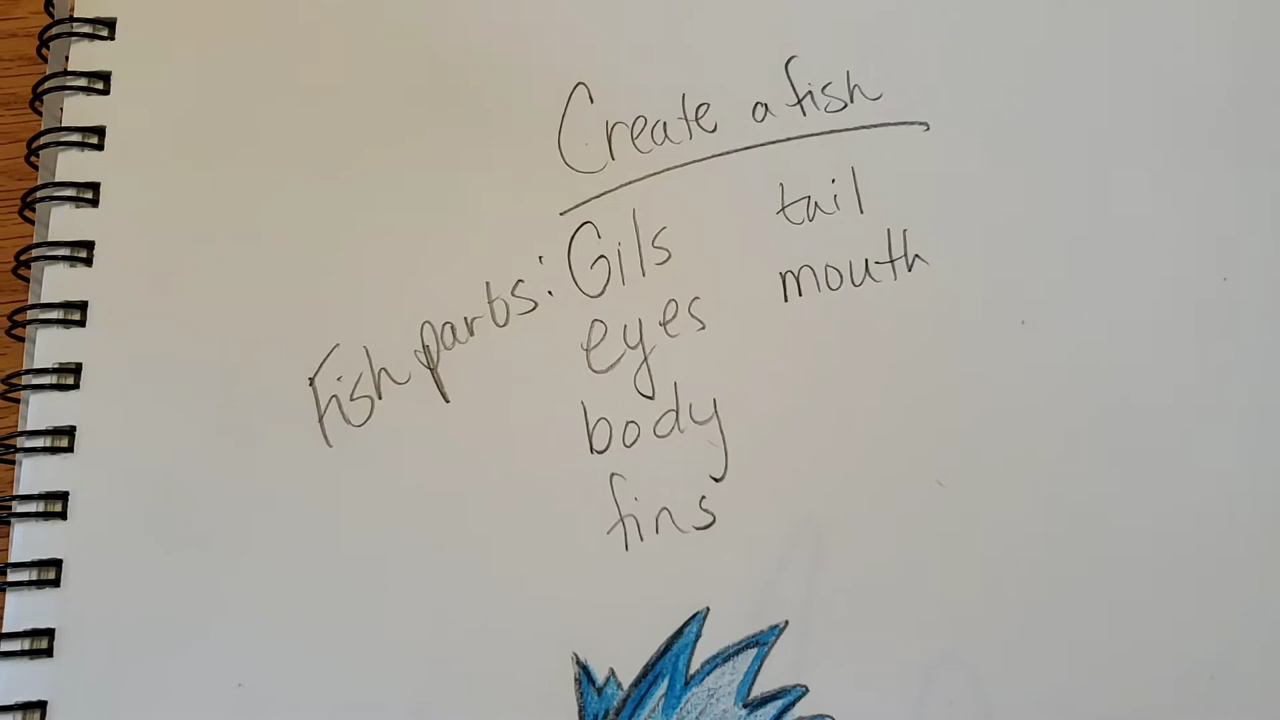 Create a fish
Fish parts: Gils
eyes
body
fins
tail
mouth